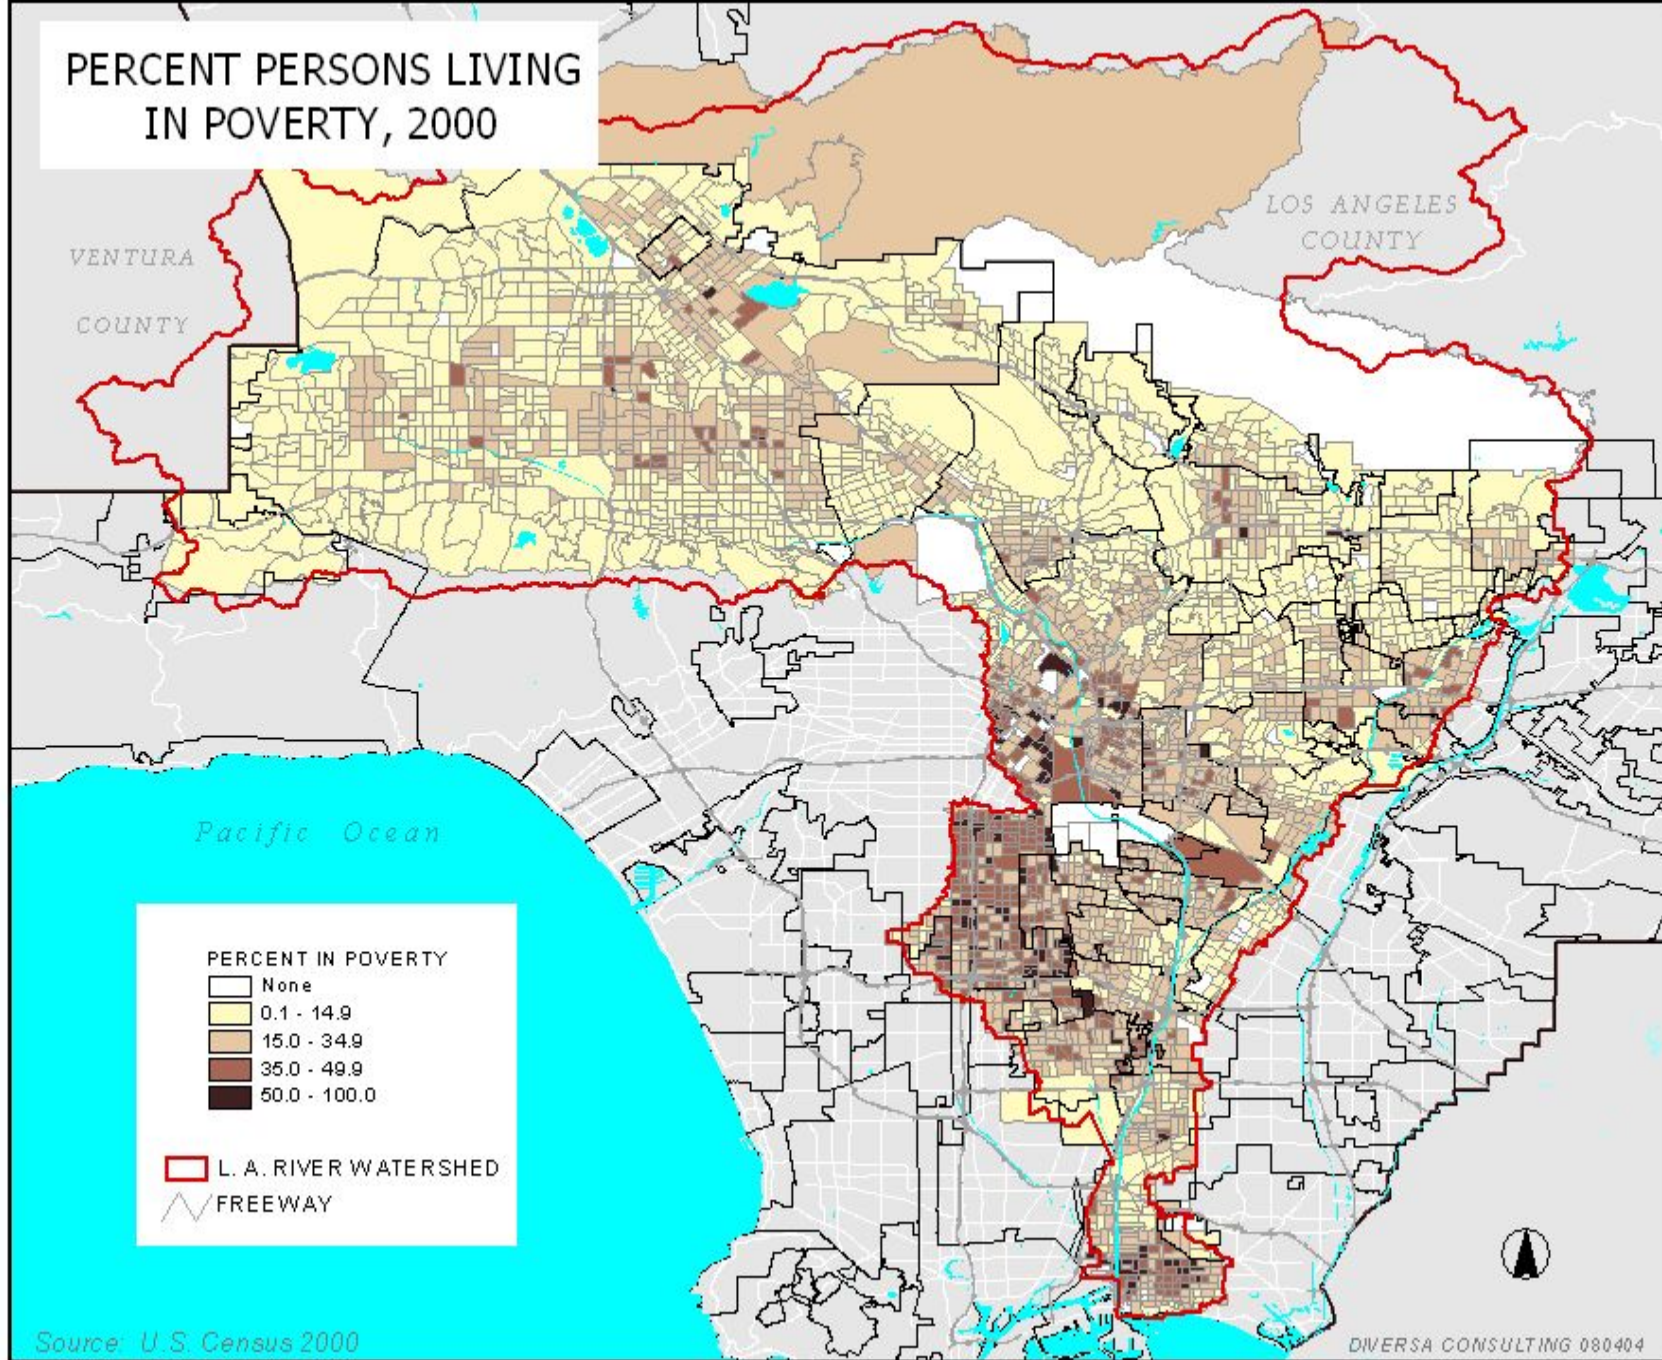 PERCENT PERSONS LIVING
IN POVERTY, 2000
LOS ANGELES
COUNTY
VENTURA
COUNTY
Pacific Ocean
PERCENT IN POVERTY
None
0.1 - 14.9
15.0 - 34.9
35.0 - 49.9
50.0 - 100.0
L. A. RIVER WATERSHED
FREEWAY
Source: U.S. Census 2000
DIVERSA CONSULTING 080404